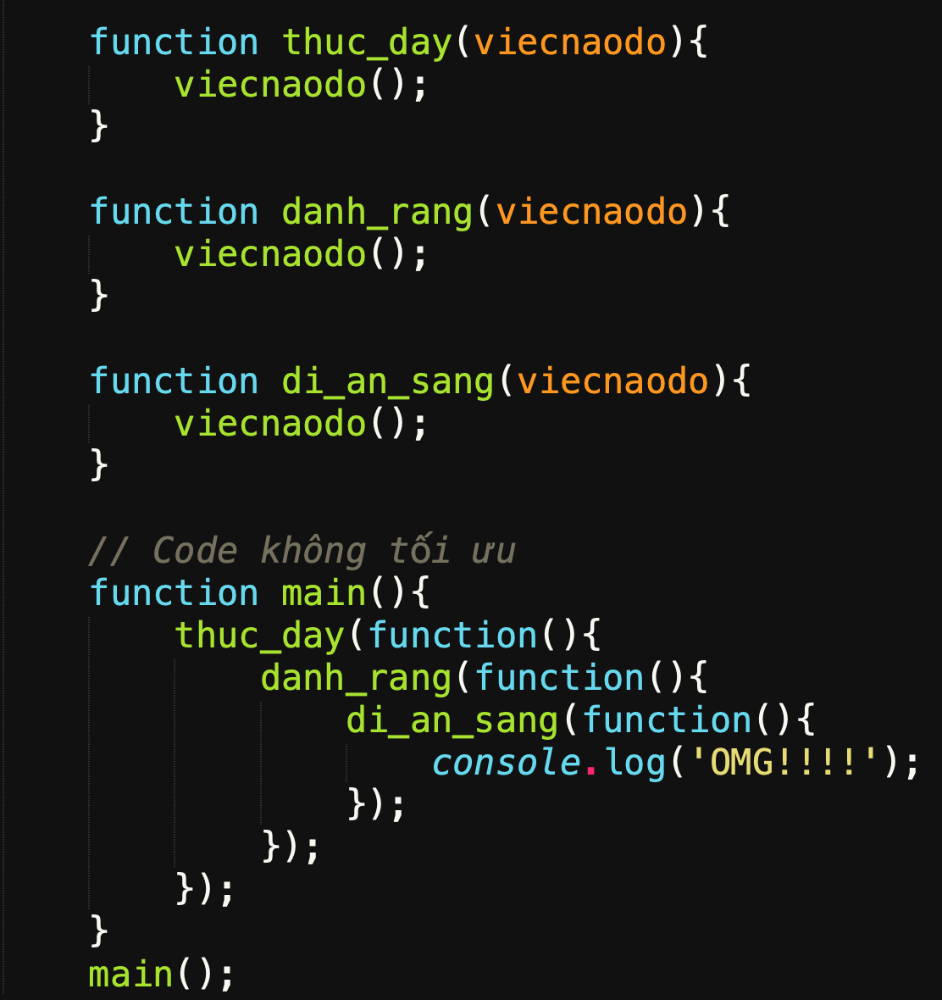 function thuc_day(viecnaodo){
    viecnaodo();
}
function danh_rang(viecnaodo){
    viecnaodo();
}
function di_an_sang(viecnaodo){
    viecnaodo();
}
// Code không tối ưu
function main(){
    thuc_day(function(){
        danh_rang(function(){
            di_an_sang(function(){
                console.log('OMG!!!!');
            });
        });
    });
}
main();